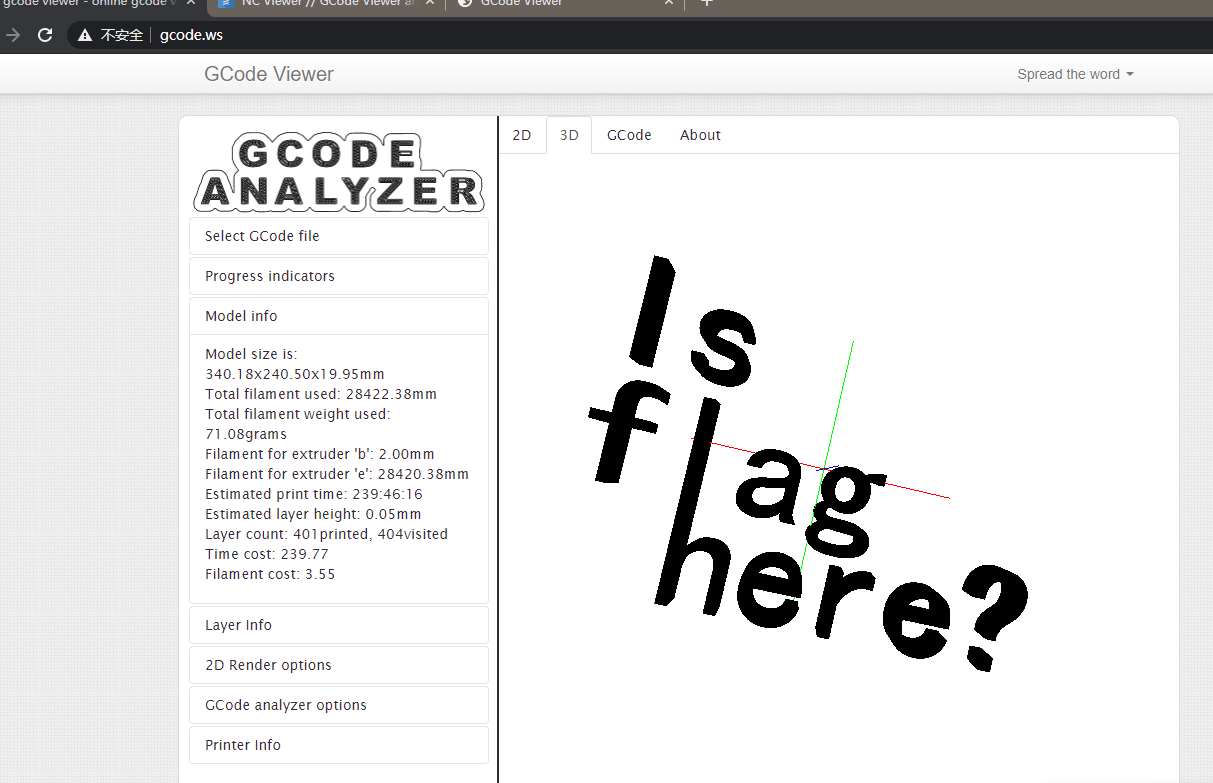 gcode viewer - online gcode v
NC Viewer // GCode Viewer a
GCode Viewer
不安全 gcode.ws
GCode Viewer
Spread the word
GCODE
ANALYZER
2D 3D GCode About
Select GCode file
Progress indicators
Model info
Model size is:
340.18x240.50x19.95mm
Total filament used: 28422.38mm
Total filament weight used:
71.08grams
Filament for extruder 'b': 2.00mm
Filament for extruder 'e': 28420.38mm
Estimated print time: 239:46:16
Estimated layer height: 0.05mm
Layer count: 401printed, 404visited
Time cost: 239.77
Filament cost: 3.55
Layer Info
2D Render options
GCode analyzer options
Printer Info
Is
flag
here?